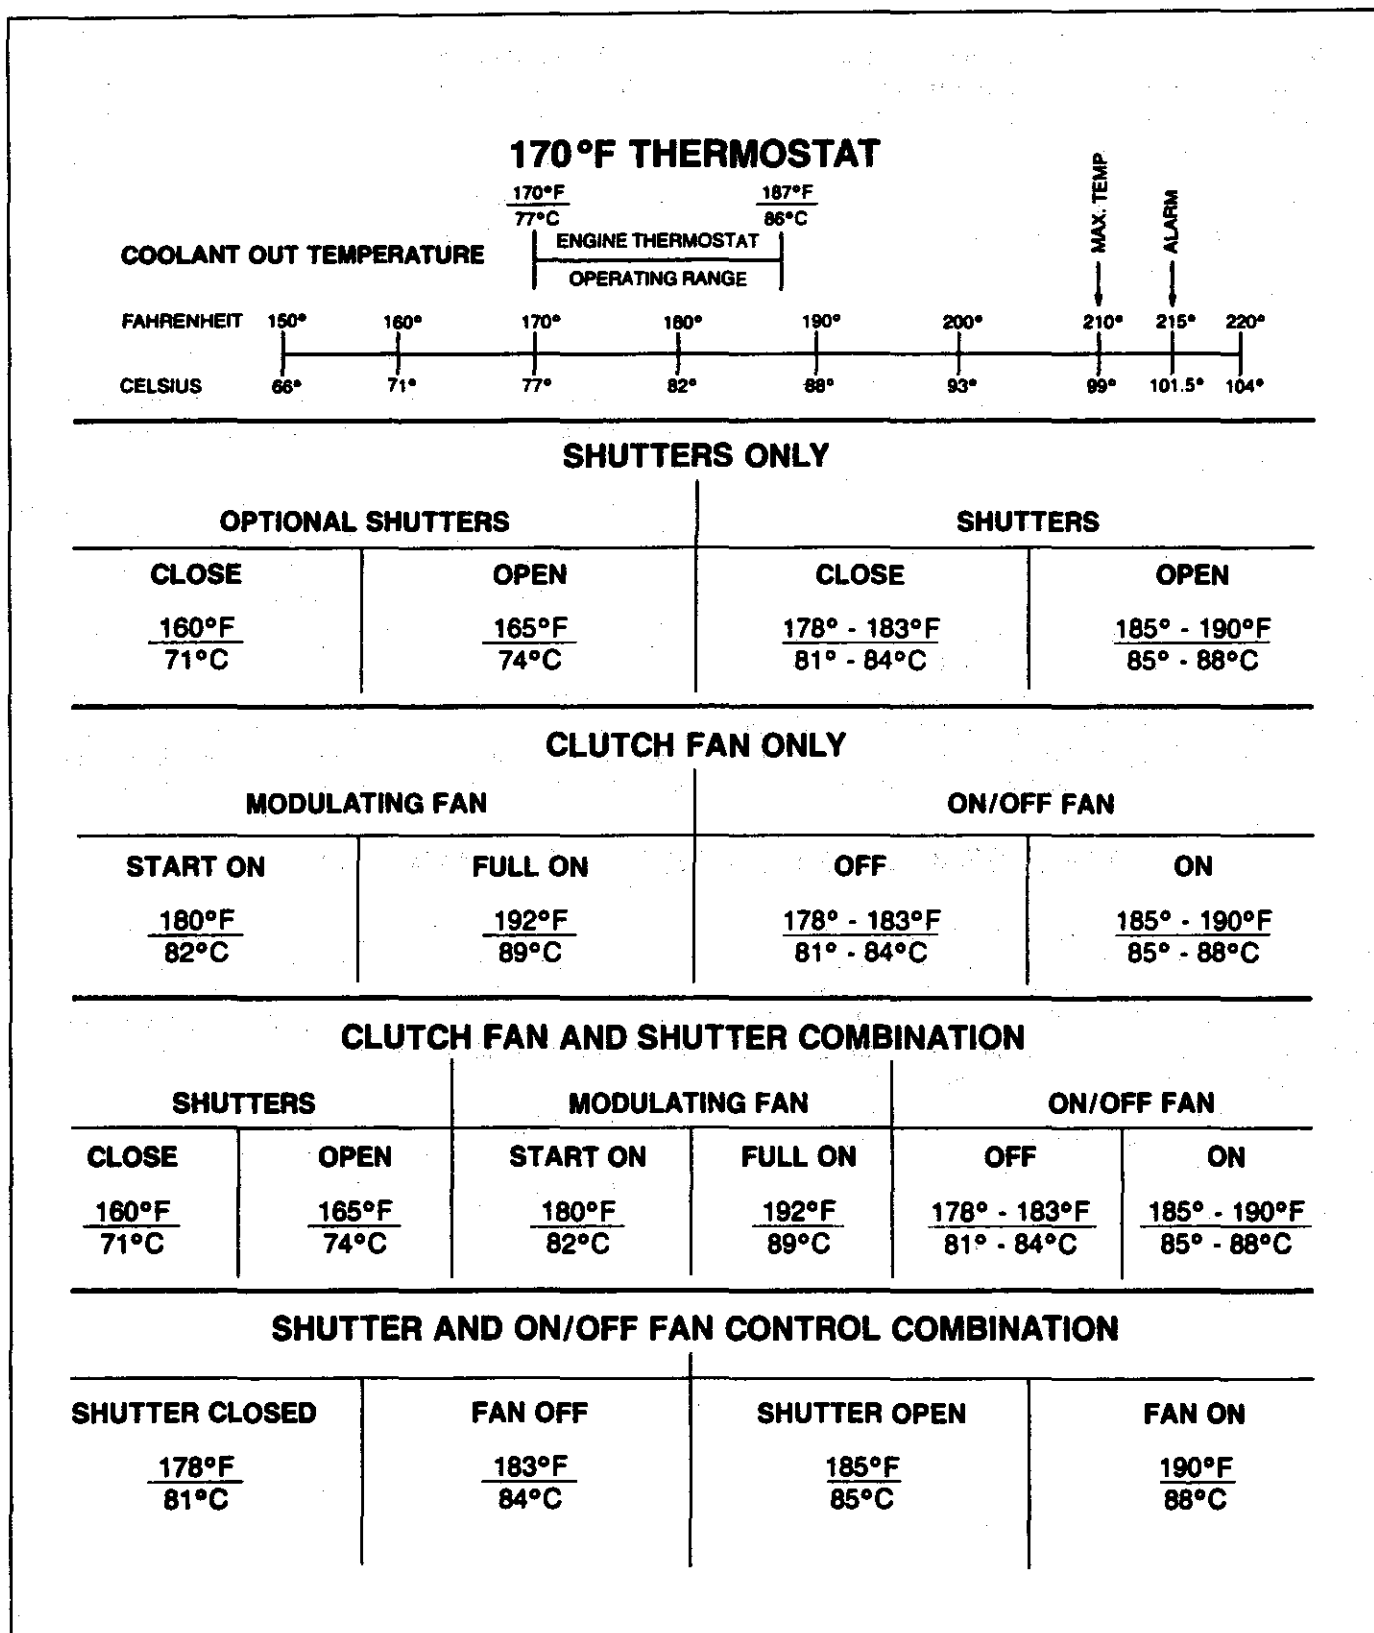 170°F THERMOSTAT
170°F 187°F
77°C 86°C
MAX. TEMP
ALARM
COOLANT OUT TEMPERATURE
ENGINE THERMOSTAT
OPERATING RANGE
FAHRENHEIT 150° 160° 170° 180° 190° 200° 210° 215° 220°
CELSIUS 66° 71° 77° 82° 88° 93° 99° 101.5° 104°
SHUTTERS ONLY
OPTIONAL SHUTTERS SHUTTERS
CLOSE OPEN CLOSE OPEN
160°F 165°F 178° - 183°F 185° - 190°F
71°C 74°C 81° - 84°C 85° - 88°C
CLUTCH FAN ONLY
MODULATING FAN ON/OFF FAN
START ON FULL ON OFF ON
180°F 192°F 178° - 183°F 185° - 190°F
82°C 89°C 81° - 84°C 85° - 88°C
CLUTCH FAN AND SHUTTER COMBINATION
SHUTTERS MODULATING FAN ON/OFF FAN
CLOSE OPEN START ON FULL ON OFF ON
160°F 165°F 180°F 192°F 178° - 183°F 185° - 190°F
71°C 74°C 82°C 89°C 81° - 84°C 85° - 88°C
SHUTTER AND ON/OFF FAN CONTROL COMBINATION
SHUTTER CLOSED FAN OFF SHUTTER OPEN FAN ON
178°F 183°F 185°F 190°F
81°C 84°C 85°C 88°C